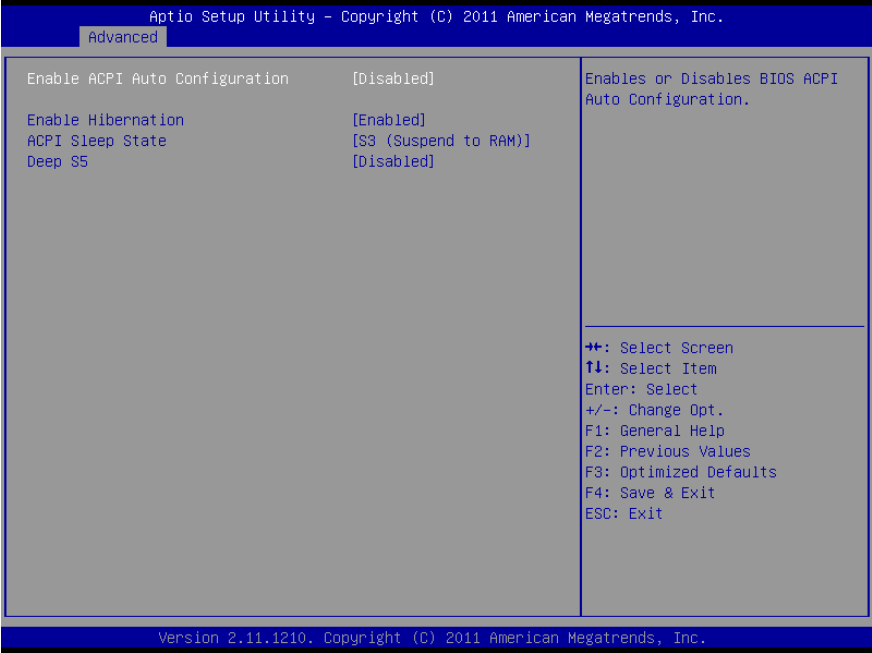 Aptio Setup Utility – Copyright (C) 2011 American Megatrends, Inc.
Advanced
Enable ACPI Auto Configuration [Disabled]
Enable Hibernation [Enabled]
ACPI Sleep State [S3 (Suspend to RAM)]
Deep S5 [Disabled]
Enables or Disables BIOS ACPI
Auto Configuration.
→←: Select Screen
↑↓: Select Item
Enter: Select
+/-: Change Opt.
F1: General Help
F2: Previous Values
F3: Optimized Defaults
F4: Save & Exit
ESC: Exit
Version 2.11.1210. Copyright (C) 2011 American Megatrends, Inc.